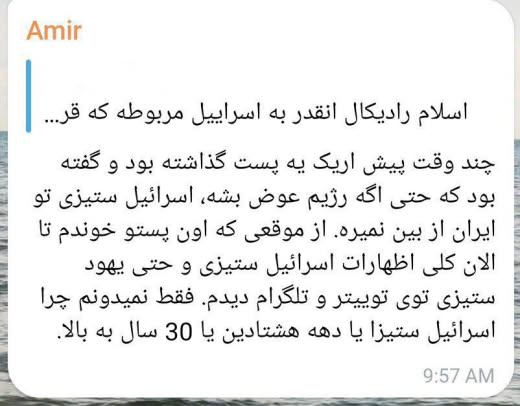 Amir
اسلام رادیکال انقدر به اسراییل مربوطه که قر...
چند وقت پیش اریک یه پست گذاشته بود و گفته
بود که حتی اگه رژیم عوض بشه، اسرائیل ستیزی تو
ایران از بین نمیره. از موقعی که اون پستو خوندم تا
الان کلی اظهارات اسرائیل ستیزی و حتی یهود
ستیزی توی توییتر و تلگرام دیدم. فقط نمیدونم چرا
اسرائیل ستیزا یا دهه هشتادین یا 30 سال به بالا.
9:57 AM